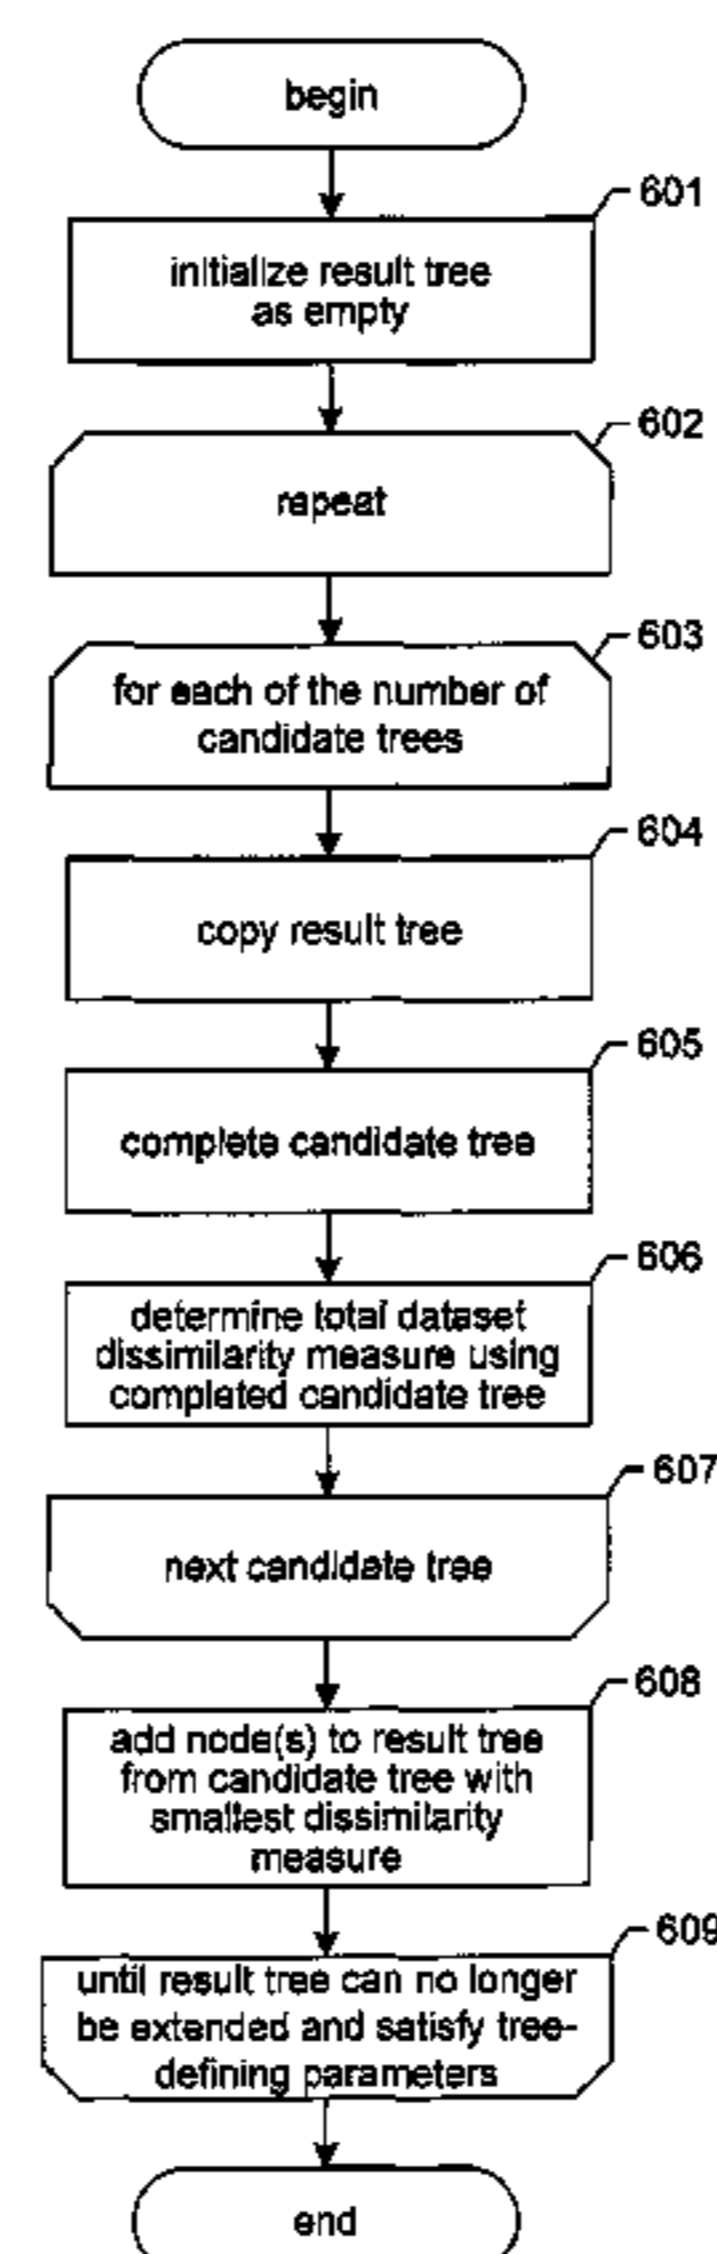 begin
601
initialize result tree
as empty
602
repeat
603
for each of the number of
candidate trees
604
copy result tree
605
complete candidate tree
606
determine total dataset
dissimilarity measure using
completed candidate tree
607
next candidate tree
608
add node(s) to result tree
from candidate tree with
smallest dissimilarity
measure
609
until result tree can no longer
be extended and satisfy tree-
defining parameters
end